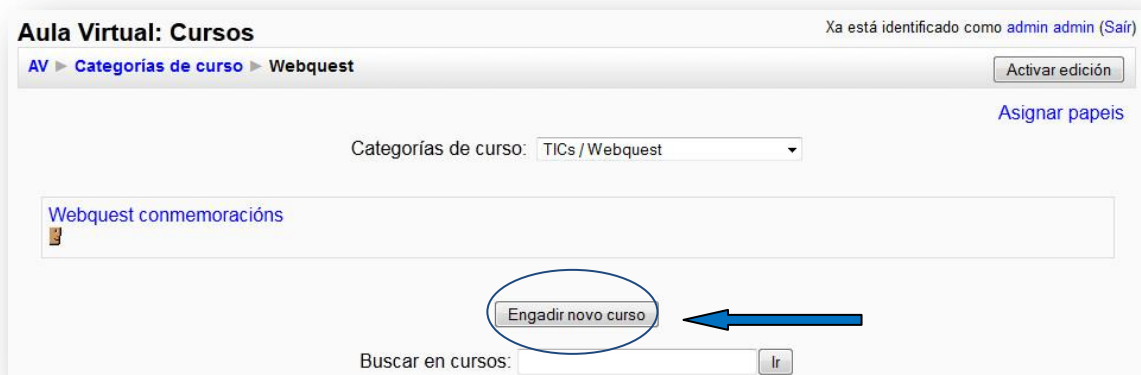 Aula Virtual: Cursos
Xa está identificado como admin admin (Saír)
AV ► Categorías de curso ► Webquest
Activar edición
Asignar papeis
Categorías de curso: TICs / Webquest
Webquest conmemoracións
Engadir novo curso
Buscar en cursos: Ir